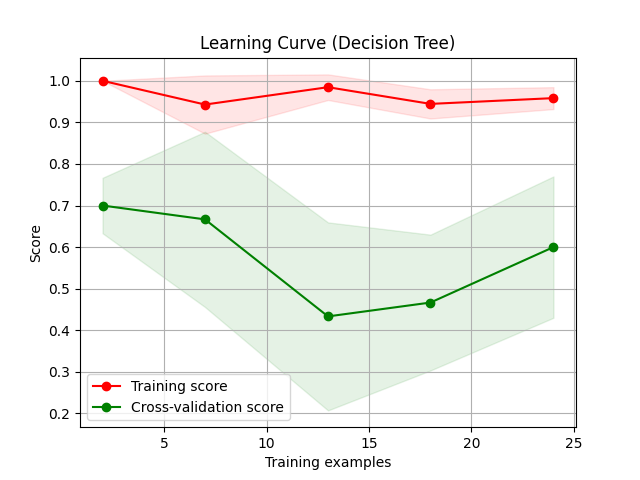 Learning Curve (Decision Tree)
1.0
0.9
0.8
0.7
0.6
0.5
0.4
0.3
0.2
Score
Training score
Cross-validation score
5 10 15 20 25
Training examples